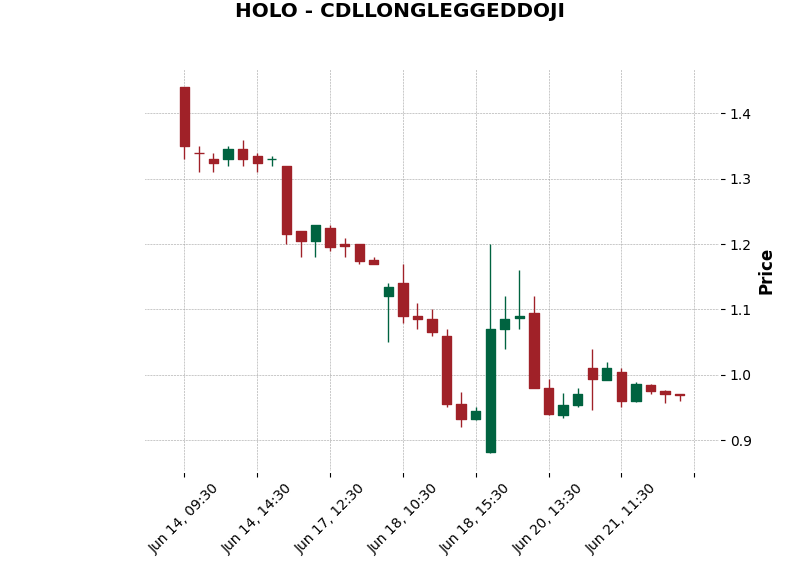 HOLO - CDLLONGLEGGEDDOJI
1.4
1.3
1.2
1.1
1.0
0.9
Price
Jun 14, 09:30
Jun 14, 14:30
Jun 17, 12:30
Jun 18, 10:30
Jun 18, 15:30
Jun 20, 13:30
Jun 21, 11:30